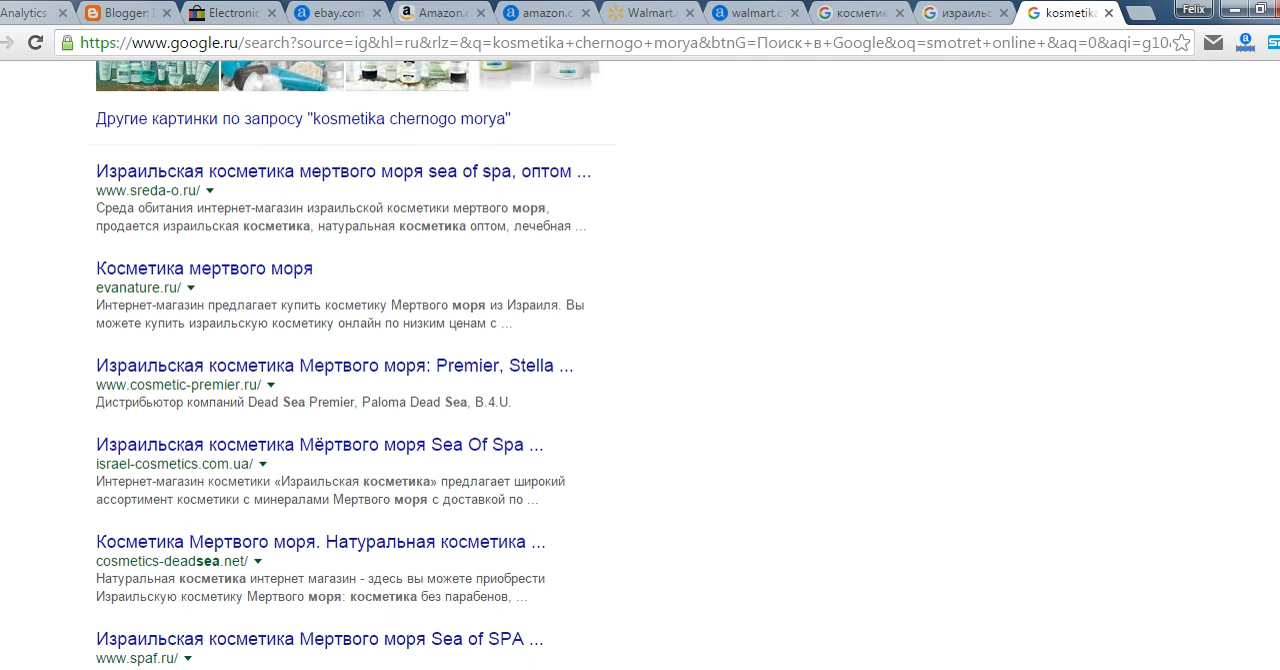 Analytics
Blogger: I
Electronic
ebay.com
Amazon.c
amazon.c
Walmart.
walmart.c
косметик
израильс
kosmetika
Felix
https://www.google.ru/search?source=ig&hl=ru&rlz=&q=kosmetika+chernogo+morya&btnG=Поиск+в+Google&oq=smotret+online+&aq=0&aqi=g10
Другие картинки по запросу "kosmetika chernogo morya"
Израильская косметика мертвого моря sea of spa, оптом ...
www.sreda-o.ru/
Среда обитания интернет-магазин израильской косметики мертвого моря,
продается израильская косметика, натуральная косметика оптом, лечебная ...
Косметика мертвого моря
evanature.ru/
Интернет-магазин предлагает купить косметику Мертвого моря из Израиля. Вы
можете купить израильскую косметику онлайн по низким ценам с ...
Израильская косметика Мертвого моря: Premier, Stella ...
www.cosmetic-premier.ru/
Дистрибьютор компаний Dead Sea Premier, Paloma Dead Sea, B.4.U.
Израильская косметика Мёртвого моря Sea Of Spa ...
israel-cosmetics.com.ua/
Интернет-магазин косметики «Израильская косметика» предлагает широкий
ассортимент косметики с минералами Мертвого моря с доставкой по ...
Косметика Мертвого моря. Натуральная косметика ...
cosmetics-deadsea.net/
Натуральная косметика интернет магазин - здесь вы можете приобрести
Израильскую косметику Мертвого моря: косметика без парабенов, ...
Израильская косметика Мертвого моря Sea of SPA ...
www.spaf.ru/